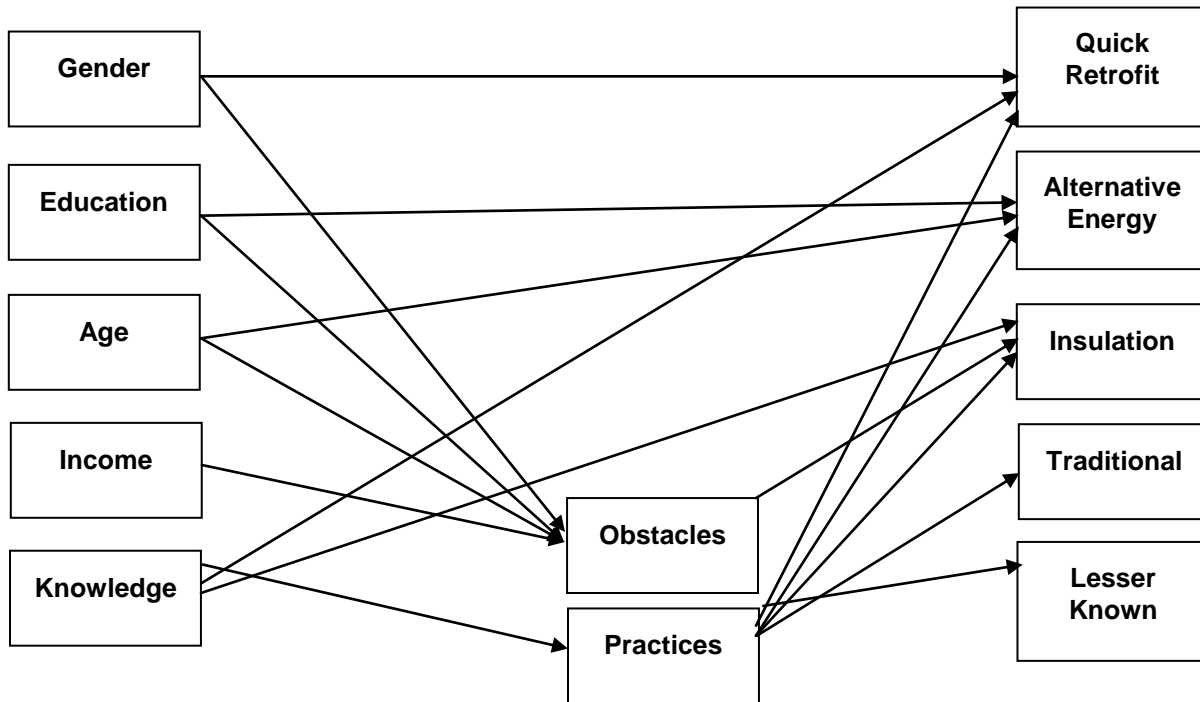 Gender
Education
Age
Income
Knowledge
Obstacles
Practices
Quick
Retrofit
Alternative
Energy
Insulation
Traditional
Lesser
Known